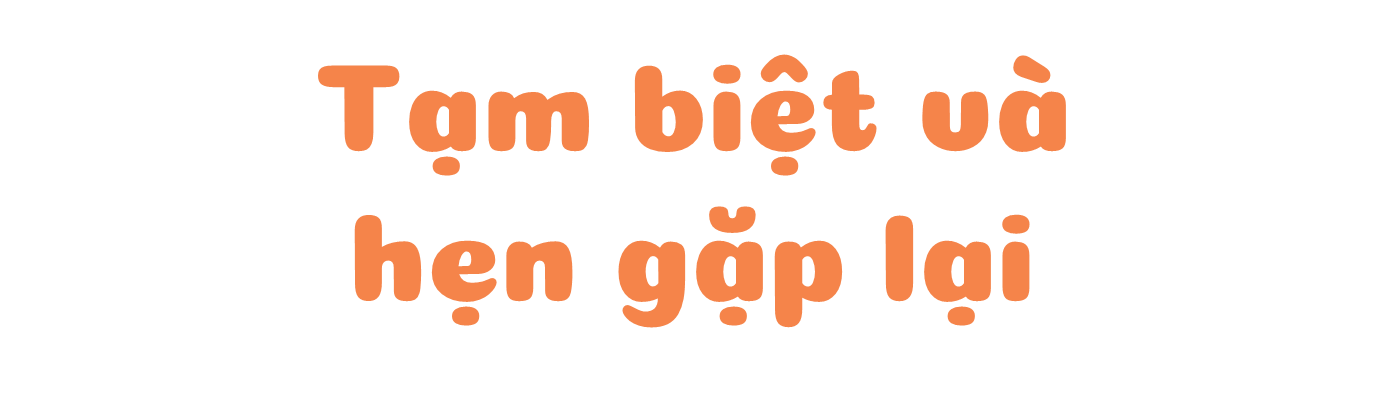 Tạm biệt và
hẹn gặp lại